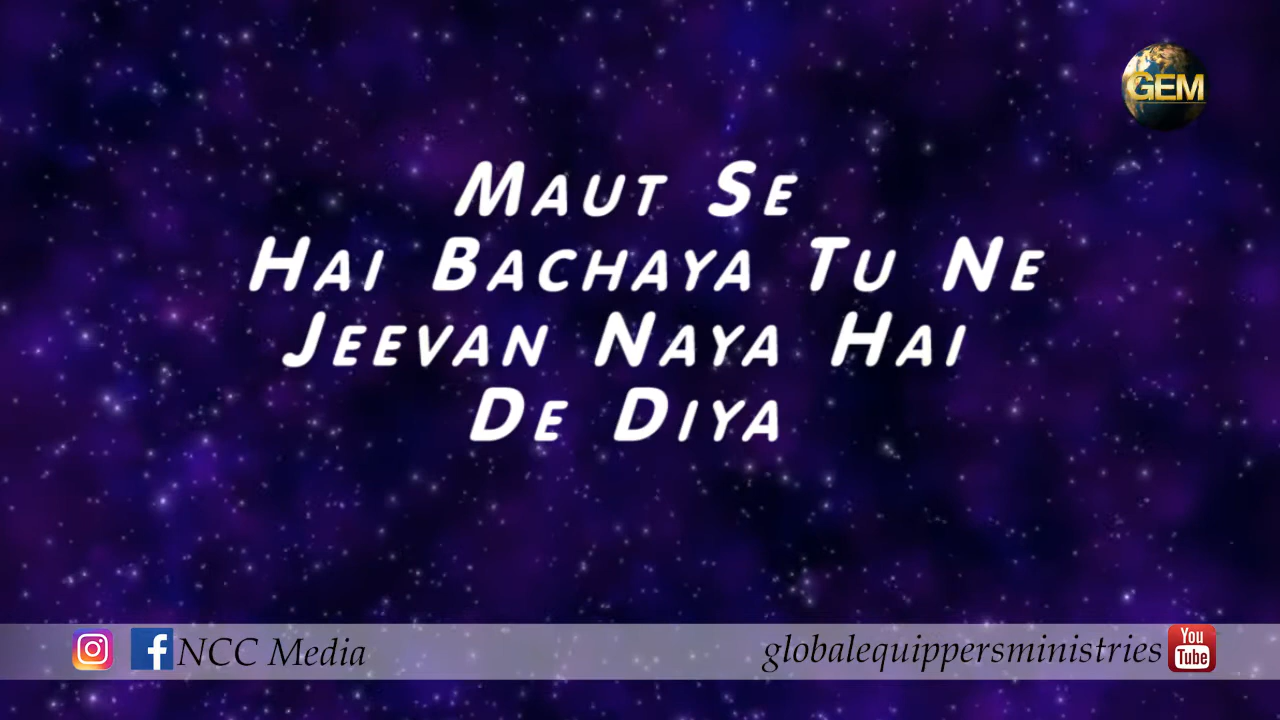 GEM
Maut Se
Hai Bachaya Tu Ne
Jeevan Naya Hai
De Diya
NCC Media
globalequippersministries
You
Tube